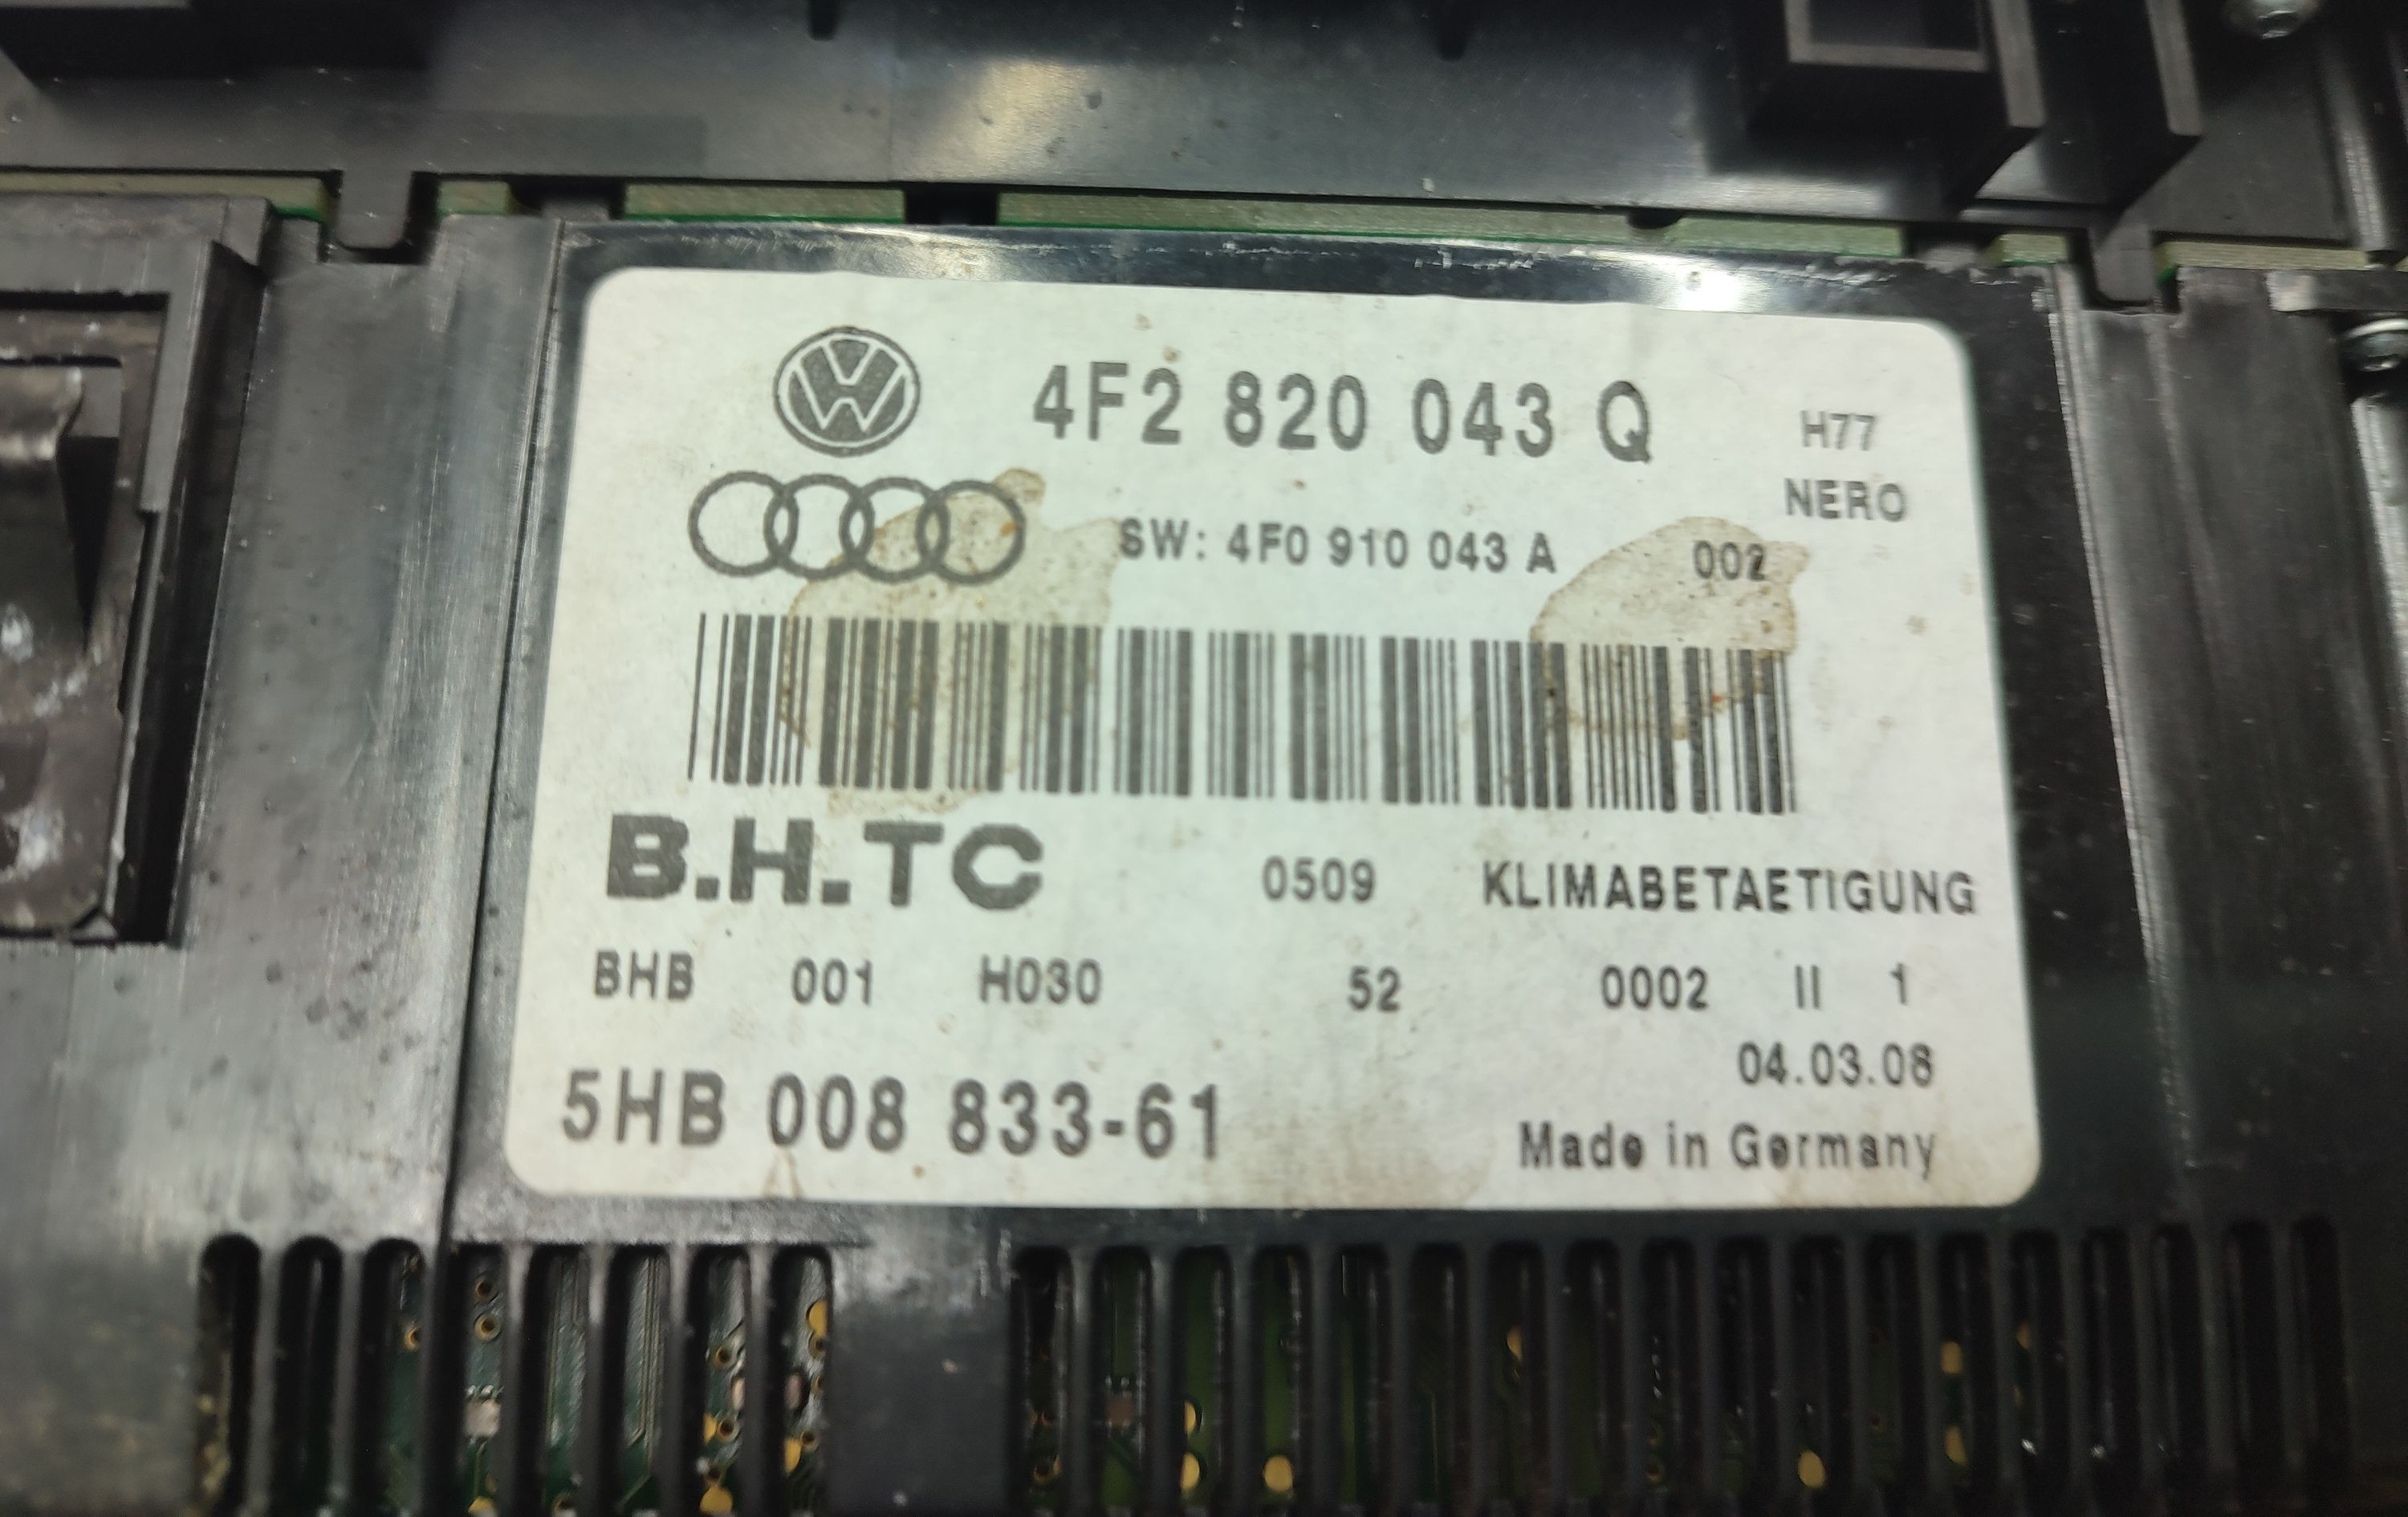 4F2 820 043 Q
H77
NERO
SW: 4F0 910 043 A 002
B.H.TC 0509 KLIMABETAETIGUNG
BHB 001 H030 52 0002 II 1
04.03.08
5HB 008 833-61
Made in Germany